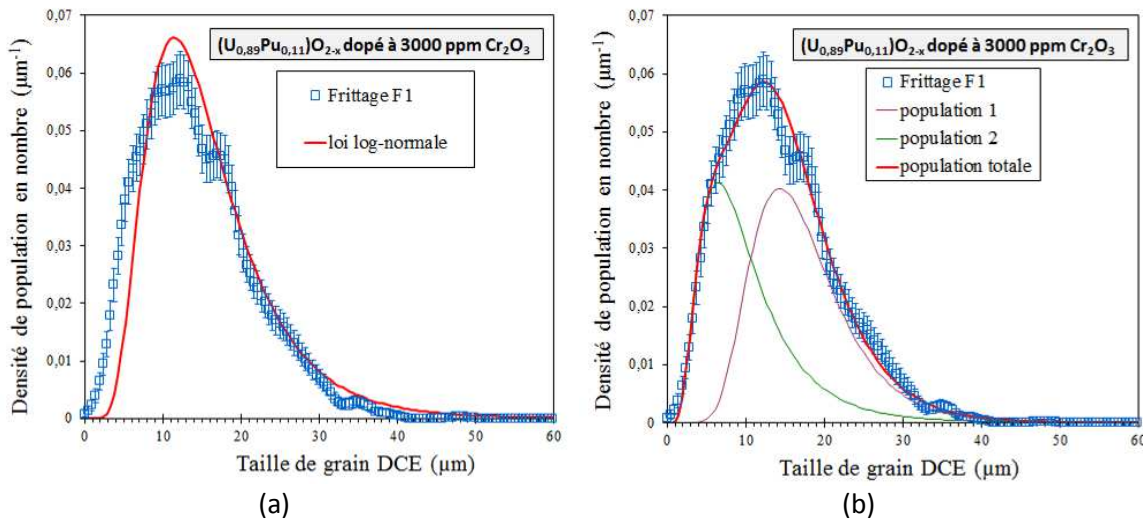 0,07
0,06
0,05
0,04
0,03
0,02
0,01
0
Densité de population en nombre (µm-1)
(U0,89Pu0,11)O2-x dopé à 3000 ppm Cr2O3
Frittage F1
loi log-normale
0 10 20 30 40 50 60
Taille de grain DCE (µm)
(a)
0,07
0,06
0,05
0,04
0,03
0,02
0,01
0
Densité de population en nombre (µm-1)
(U0,89Pu0,11)O2-x dopé à 3000 ppm Cr2O3
Frittage F1
population 1
population 2
population totale
0 10 20 30 40 50 60
Taille de grain DCE (µm)
(b)